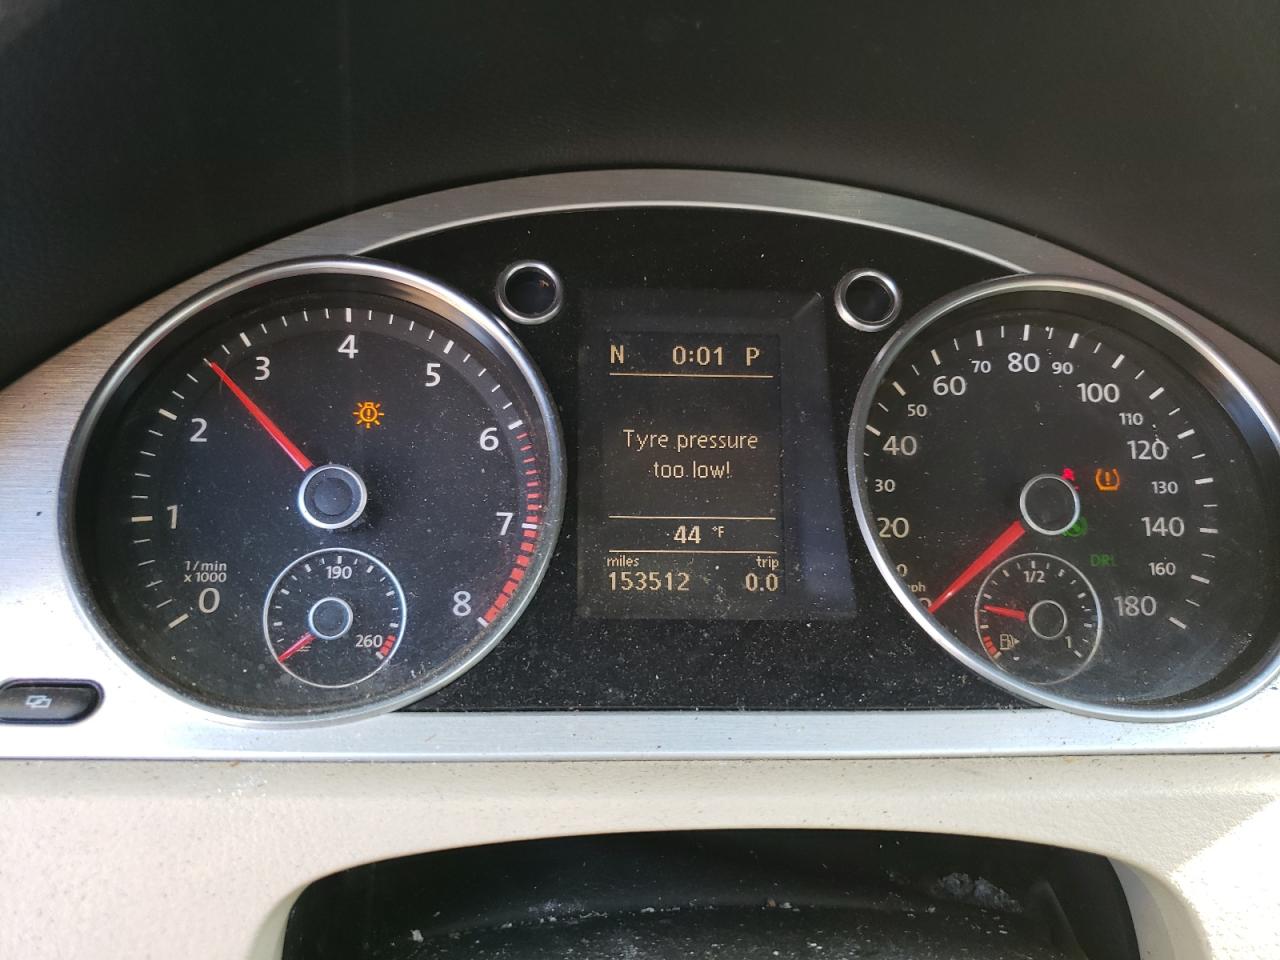 N 0:01 P
Tyre pressure
too low!
44 °F
miles trip
153512 0.0
0 1 2 3 4 5 6 7 8
1/min
x 1000
190
260
20 30 40 50 60 70 80 90 100 110 120 130 140 160 180
DRL
1/2
1